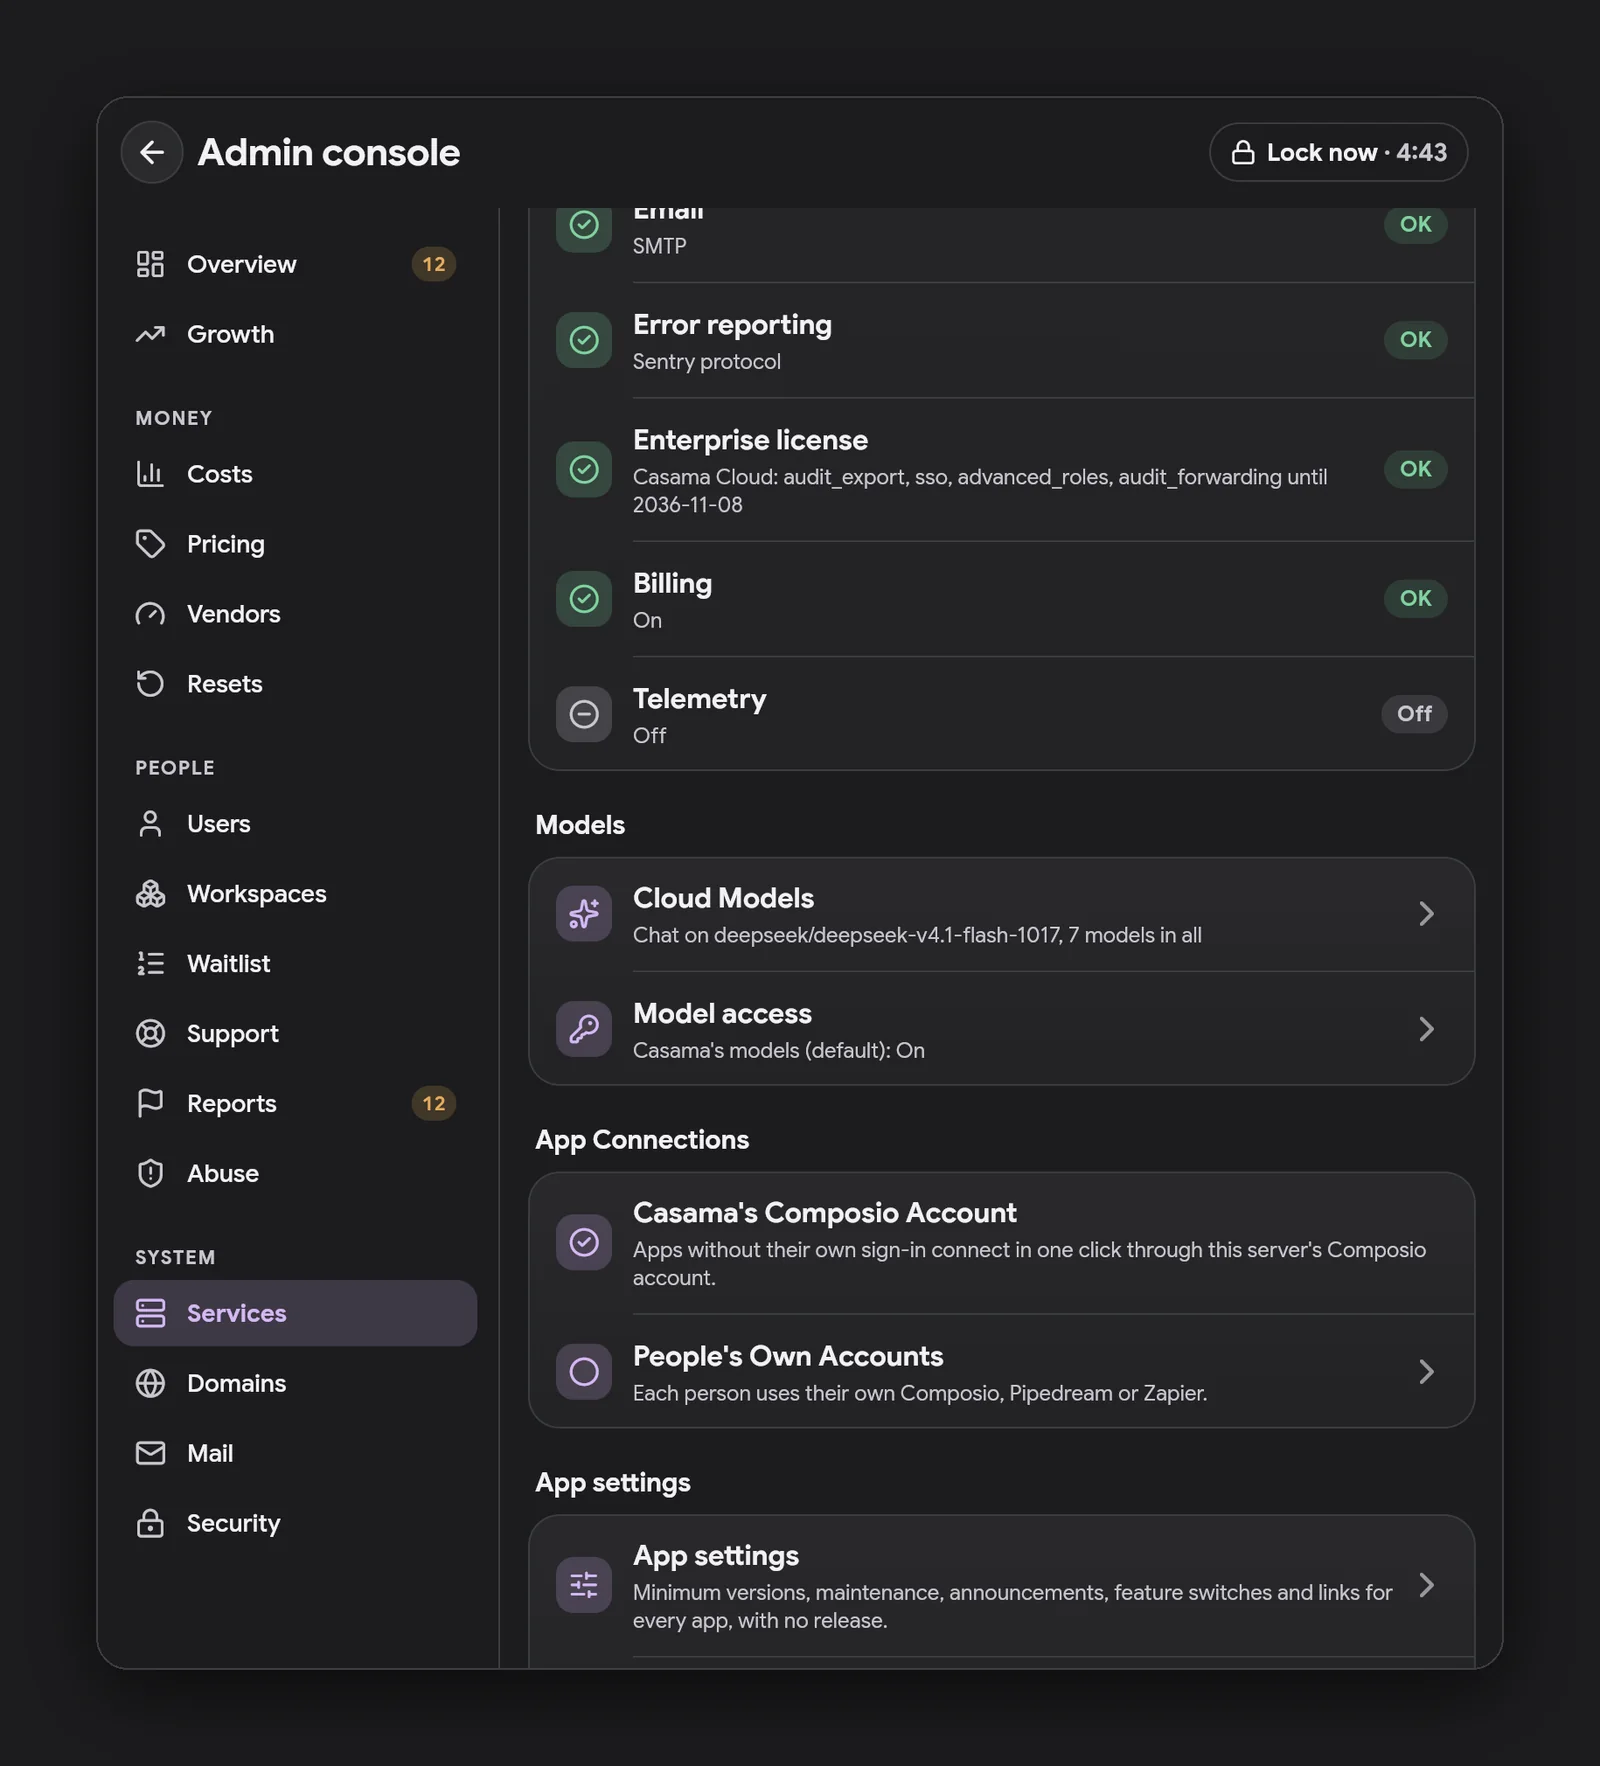 Admin console
Lock now · 4:43
Overview 12
Growth
MONEY
Costs
Pricing
Vendors
Resets
PEOPLE
Users
Workspaces
Waitlist
Support
Reports 12
Abuse
SYSTEM
Services
Domains
Mail
Security
Email
SMTP
OK
Error reporting
Sentry protocol
OK
Enterprise license
Casama Cloud: audit_export, sso, advanced_roles, audit_forwarding until
2036-11-08
OK
Billing
On
OK
Telemetry
Off
Off
Models
Cloud Models
Chat on deepseek/deepseek-v4.1-flash-1017, 7 models in all
Model access
Casama's models (default): On
App Connections
Casama's Composio Account
Apps without their own sign-in connect in one click through this server's Composio
account.
People's Own Accounts
Each person uses their own Composio, Pipedream or Zapier.
App settings
App settings
Minimum versions, maintenance, announcements, feature switches and links for
every app, with no release.